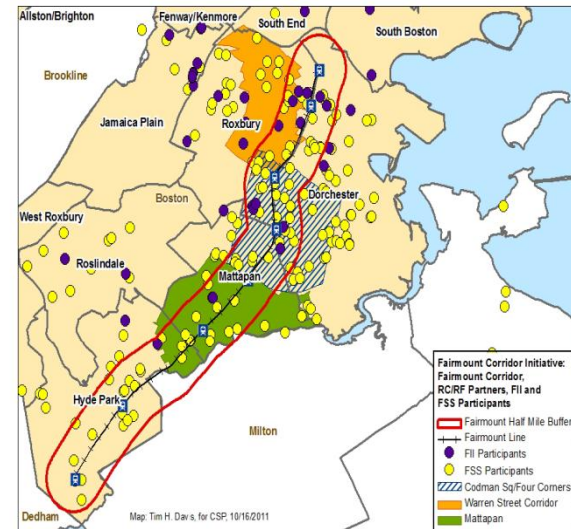 Allston/Brighton
Fenway/Kenmore
South End
South Boston
Brookline
Jamaica Plain
Roxbury
Boston
Dorchester
West Roxbury
Roslindale
Mattapan
Hyde Park
Milton
Dedham
Map: Tim H. Davis, for CSP, 10/16/2011
Fairmount Corridor Initiative:
Fairmount Corridor,
RC/RF Partners, FII and
FSS Participants
Fairmount Half Mile Buffer
Fairmount Line
FII Participants
FSS Participants
Codman Sq/Four Corners
Warren Street Corridor
Mattapan